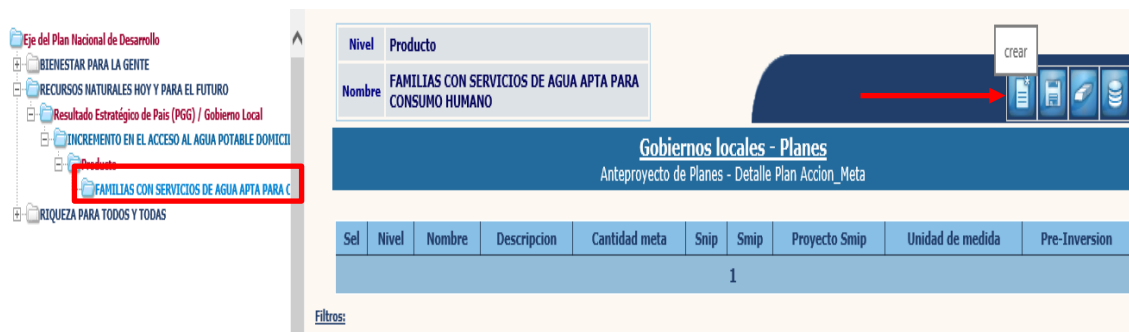 Eje del Plan Nacional de Desarrollo
BIENESTAR PARA LA GENTE
RECURSOS NATURALES HOY Y PARA EL FUTURO
Resultado Estratégico de Pais (PGG) / Gobierno Local
INCREMENTO EN EL ACCESO AL AGUA POTABLE DOMICII
Producto
FAMILIAS CON SERVICIOS DE AGUA APTA PARA C
RIQUEZA PARA TODOS Y TODAS
Nivel Producto
Nombre FAMILIAS CON SERVICIOS DE AGUA APTA PARA
CONSUMO HUMANO
crear
Gobiernos locales - Planes
Anteproyecto de Planes - Detalle Plan Accion_Meta
Sel Nivel Nombre Descripcion Cantidad meta Snip Smip Proyecto Smip Unidad de medida Pre-Inversion
1
Filtros: